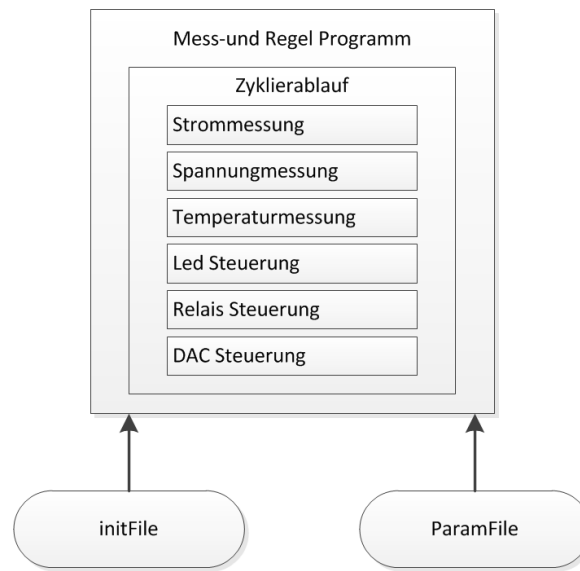 Mess-und Regel Programm
Zyklierablauf
Strommessung
Spannungmessung
Temperaturmessung
Led Steuerung
Relais Steuerung
DAC Steuerung
initFile
ParamFile